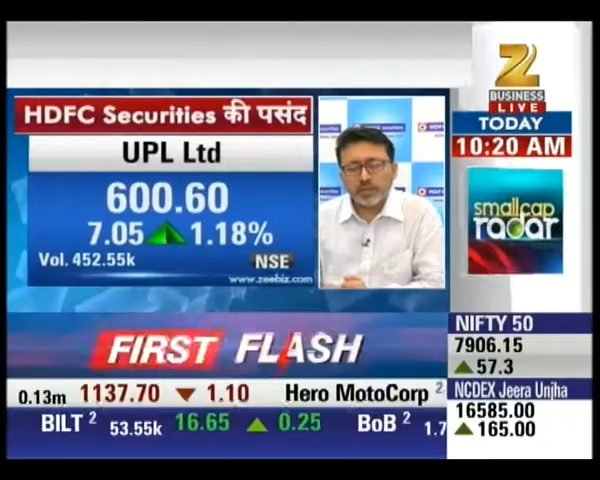 HDFC Securities की पसंद
UPL Ltd
600.60
7.05 1.18%
Vol. 452.55k NSE
www.zeebiz.com
Z
BUSINESS
LIVE
TODAY
10:20 AM
smallcap
radar
FIRST FLASH
NIFTY 50
7906.15
57.3
NCDEX Jeera Unjha
16585.00
165.00
0.13m 1137.70 1.10 Hero MotoCorp 2
BILT 2 53.55k 16.65 0.25 BoB 2 1.7